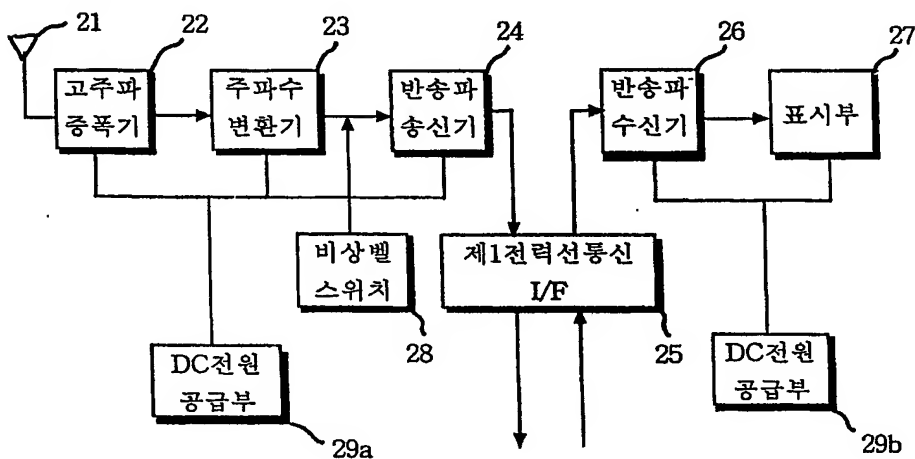 21
22
23
24
26
27
고주파
증폭기
주파수
변환기
반송파
송신기
반송파
수신기
표시부
비상벨
스위치
28
제1전력선통신
I/F
25
DC전원
공급부
29a
DC전원
공급부
29b